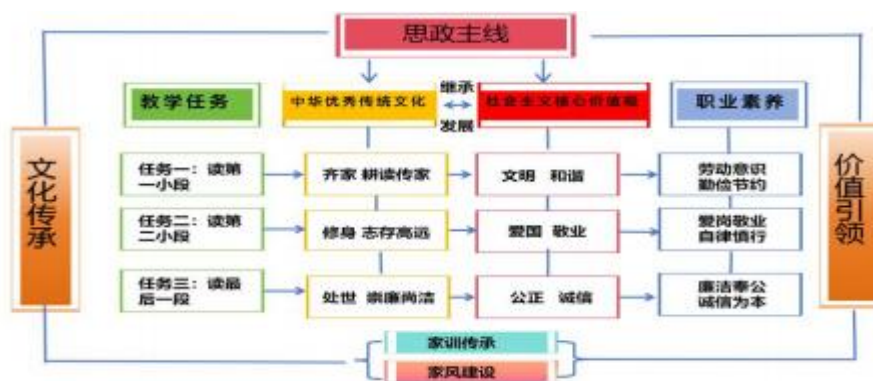 思政主线
继承
教学任务
中华优秀传统文化
社会主义核心价值观
职业素养
发展
文化传承
价值引领
任务一：读第
一小段
齐家 耕读传家
文明 和谐
劳动意识
勤俭节约
任务二：读第
二小段
修身 志存高远
爱国 敬业
爱岗敬业
自律慎行
任务三：读最
后一段
处世 崇廉尚洁
公正 诚信
廉洁奉公
诚信为本
家训传承
家风建设